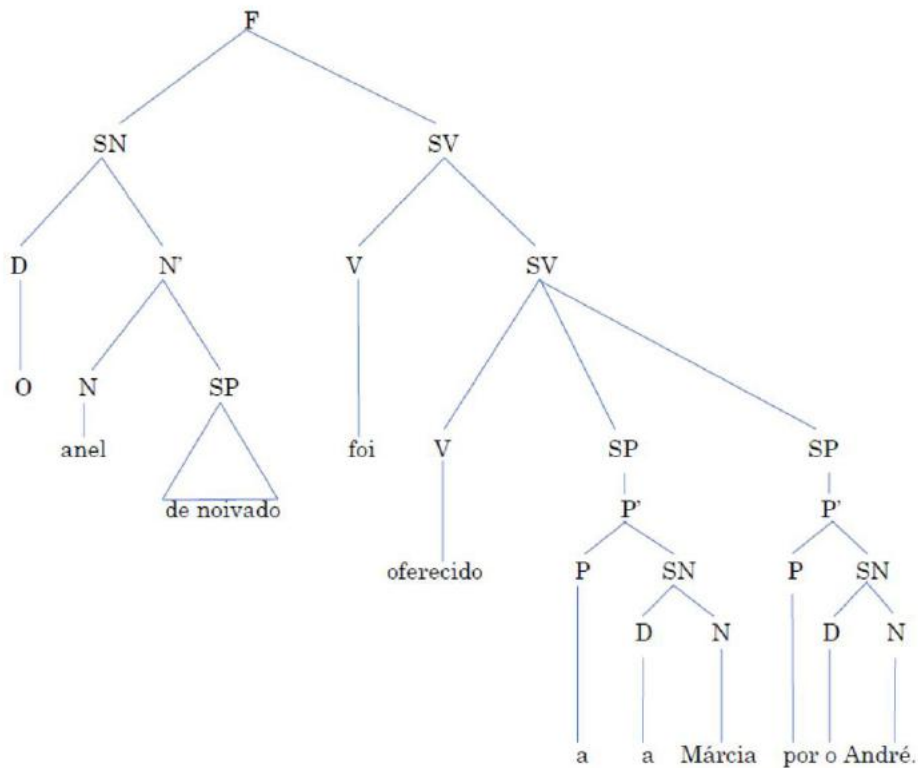 F
SN SV
D N' V SV
O N SP V SP SP
anel foi
de noivado P' P'
oferecido P SN P SN
D N D N
a a Márcia por o André.